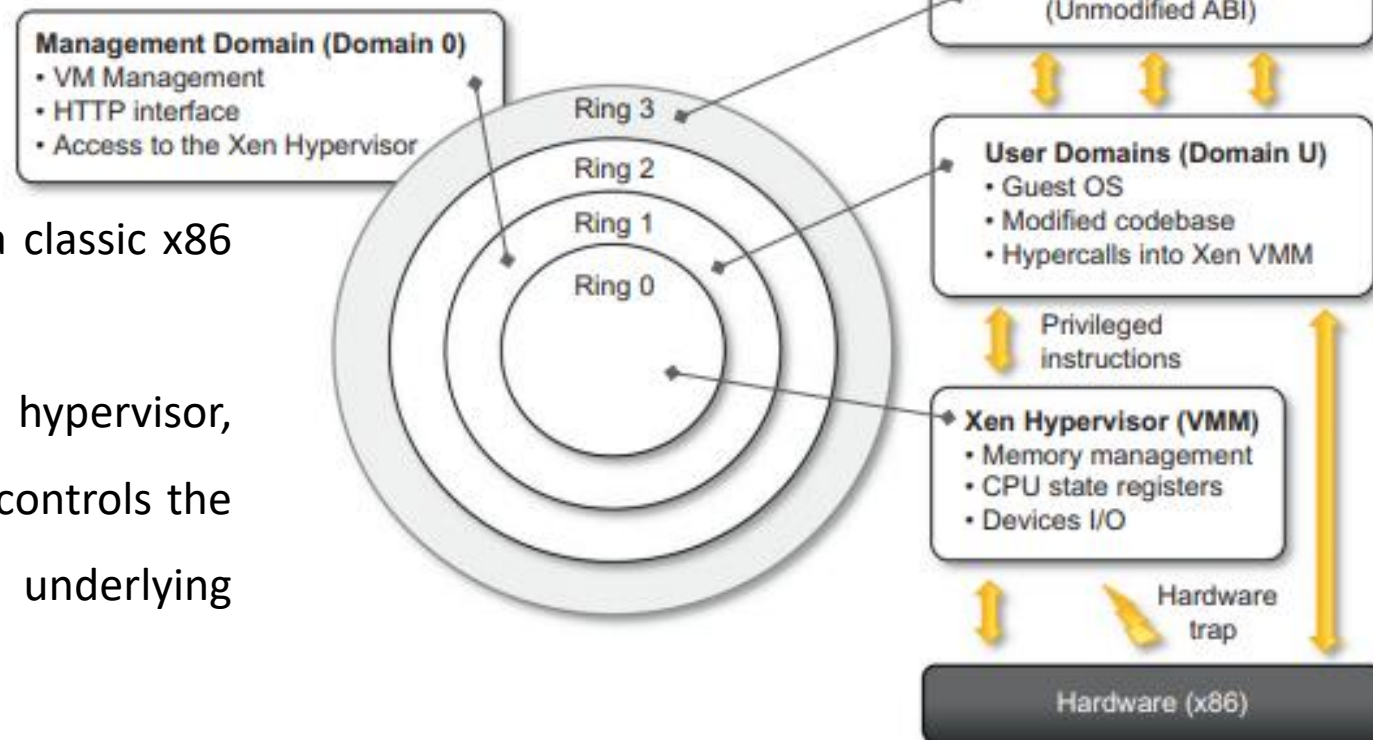 Management Domain (Domain 0)
• VM Management
• HTTP interface
• Access to the Xen Hypervisor
classic x86
hypervisor,
controls the
underlying
Ring 3
Ring 2
Ring 1
Ring 0
(Unmodified ABI)
User Domains (Domain U)
• Guest OS
• Modified codebase
• Hypercalls into Xen VMM
Privileged
instructions
Xen Hypervisor (VMM)
• Memory management
• CPU state registers
• Devices I/O
Hardware
trap
Hardware (x86)